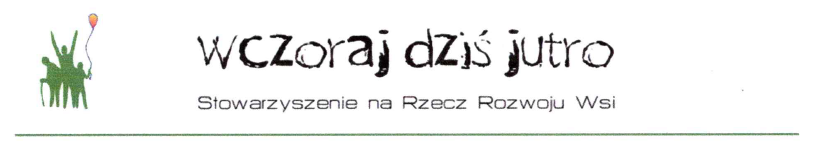 wczoraj dziś jutro
Stowarzyszenie na Rzecz Rozwoju Wsi